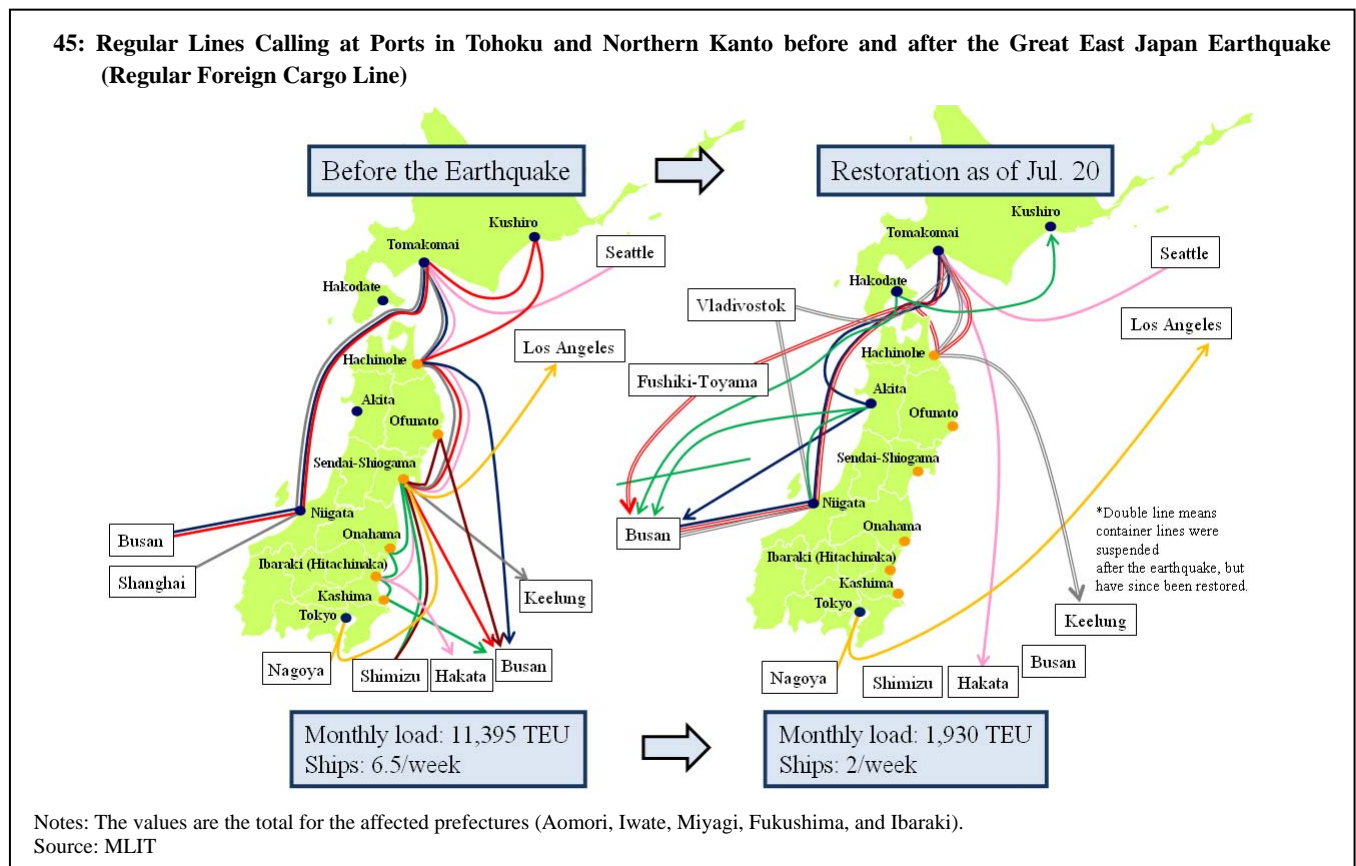 45: Regular Lines Calling at Ports in Tohoku and Northern Kanto before and after the Great East Japan Earthquake
(Regular Foreign Cargo Line)
Before the Earthquake
Restoration as of Jul. 20
Kushiro
Tomakomai
Seattle
Hakodate
Los Angeles
Hachinohe
Akita
Ofunato
Sendai-Shiogama
Niigata
Busan
Onahama
Shanghai
Ibaraki (Hitachinaka)
Kashima
Keelung
Tokyo
Nagoya
Shimizu
Hakata
Busan
Kushiro
Tomakomai
Seattle
Hakodate
Vladivostok
Los Angeles
Hachinohe
Fushiki-Toyama
Akita
Ofunato
Sendai-Shiogama
Niigata
Busan
Onahama
*Double line means
container lines were
suspended
after the earthquake, but
have since been restored.
Ibaraki (Hitachinaka)
Kashima
Tokyo
Keelung
Busan
Nagoya
Shimizu
Hakata
Monthly load: 11,395 TEU
Ships: 6.5/week
Monthly load: 1,930 TEU
Ships: 2/week
Notes: The values are the total for the affected prefectures (Aomori, Iwate, Miyagi, Fukushima, and Ibaraki).
Source: MLIT